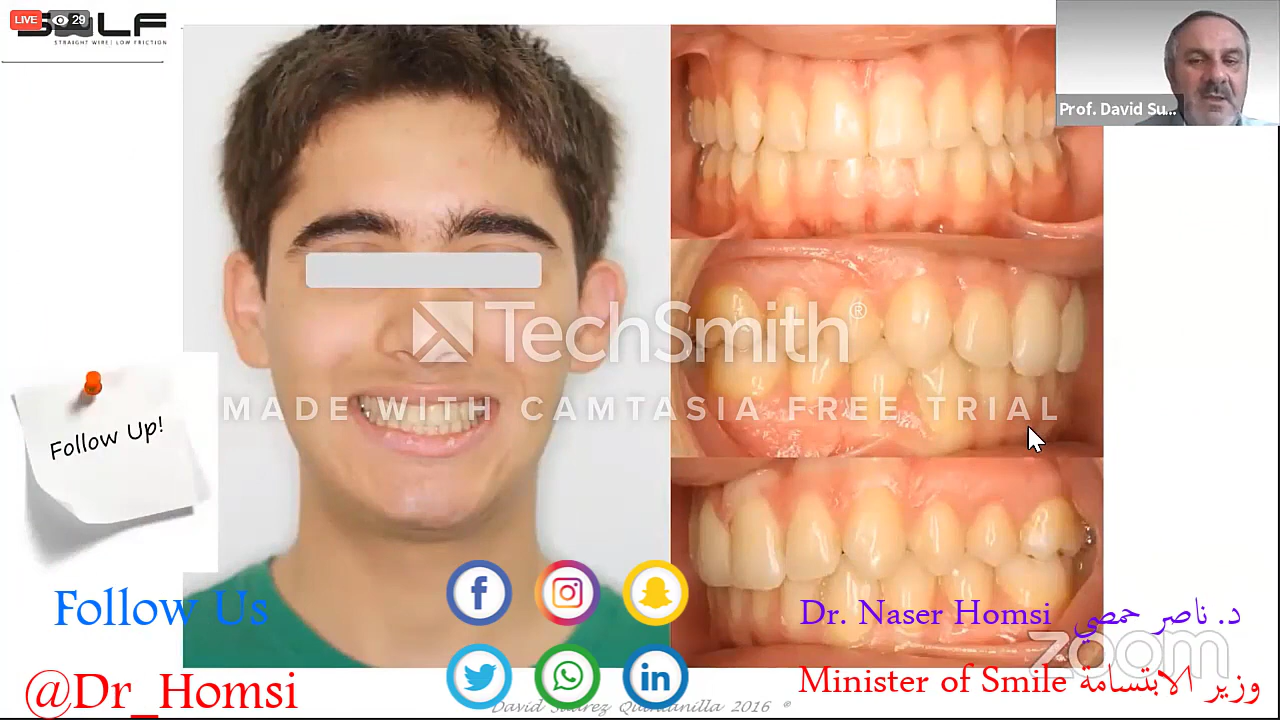 LIVE 29
SWLF
STRAIGHT WIRE | LOW FRICTION
Prof. David Su...
TechSmith®
MADE WITH CAMTASIA FREE TRIAL
Follow Up!
Follow Us
@Dr_Homsi
Dr. Naser Homsi د. ناصر حمصي
zoom
Minister of Smile وزير الابتسامة
David Suárez Quintanilla 2016 ®